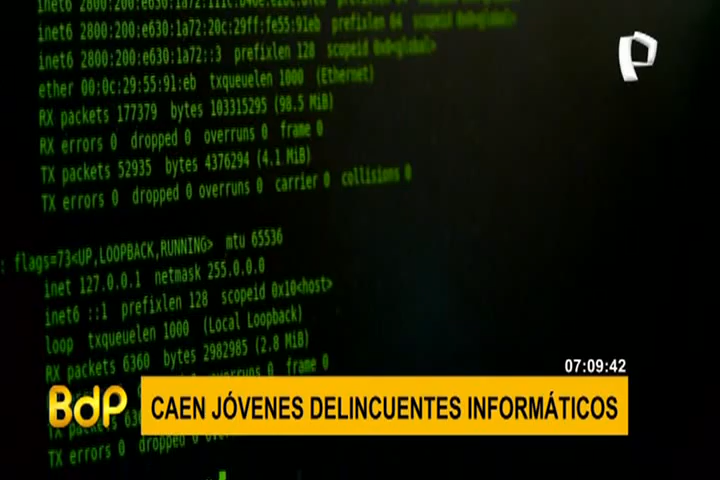 inet6 2800:200:e630:1a72:20c:29ff:fe55:91eb prefixlen 64 scopeid 0x0<global>
inet6 2800:200:e630:1a72::3 prefixlen 128 scopeid 0x0<global>
ether 00:0c:29:55:91:eb txqueuelen 1000 (Ethernet)
RX packets 177379 bytes 103315295 (98.5 MiB)
RX errors 0 dropped 0 overruns 0 frame 0
TX packets 52935 bytes 4376294 (4.1 MiB)
TX errors 0 dropped 0 overruns 0 carrier 0 collisions 0
: flags=73<UP,LOOPBACK,RUNNING> mtu 65536
inet 127.0.0.1 netmask 255.0.0.0
inet6 ::1 prefixlen 128 scopeid 0x10<host>
loop txqueuelen 1000 (Local Loopback)
RX packets 6360 bytes 2982985 (2.8 MiB)
overruns 0 frame 0
TX errors 0 dropped
P
07:09:42
BdP
CAEN JÓVENES DELINCUENTES INFORMÁTICOS